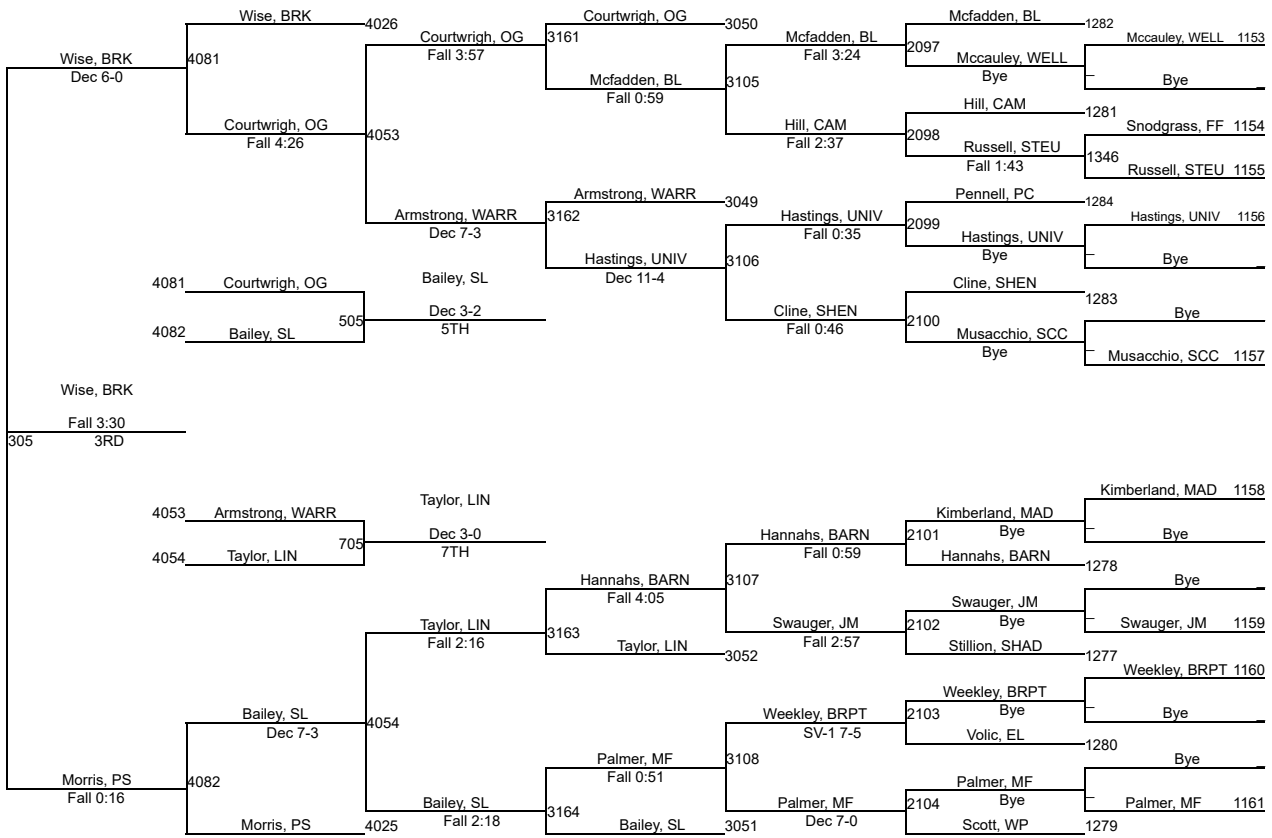 Wise, BRK
4026
Courtwrigh, OG
3050
Mcfadden, BL
1282
Courtwrigh, OG
Fall 3:57
3161
Mcfadden, BL
Fall 3:24
2097
Mccauley, WELL 1153
Wise, BRK
Dec 6-0
4081
Mccauley, WELL
Bye
Bye
Mcfadden, BL
Fall 0:59
3105
Hill, CAM
1281
Courtwrigh, OG
Fall 4:26
4053
Hill, CAM
Fall 2:37
2098
Snodgrass, FF 1154
Russell, STEU
Fall 1:43
1346
Russell, STEU 1155
Armstrong, WARR
3049
Pennell, PC
1284
Armstrong, WARR
Dec 7-3
3162
Hastings, UNIV
Fall 0:35
2099
Hastings, UNIV 1156
Hastings, UNIV
Bye
Bye
Hastings, UNIV
Dec 11-4
3106
4081 Courtwrigh, OG
Bailey, SL
Cline, SHEN
1283
505
Dec 3-2
5TH
Cline, SHEN
Fall 0:46
2100
Bye
4082 Bailey, SL
Musacchio, SCC
Bye
Musacchio, SCC 1157
Wise, BRK
Fall 3:30
305 3RD
Kimberland, MAD 1158
Taylor, LIN
4053 Armstrong, WARR
Kimberland, MAD
Bye
705
Dec 3-0
7TH
Hannahs, BARN
Fall 0:59
2101
Bye
4054 Taylor, LIN
Hannahs, BARN
1278
Hannahs, BARN
Fall 4:05
3107
Bye
Swauger, JM
Bye
Taylor, LIN
Fall 2:16
3163
Swauger, JM
Fall 2:57
2102
Swauger, JM 1159
Taylor, LIN
3052
Stillion, SHAD
1277
Weekley, BRPT 1160
Weekley, BRPT
Bye
Bailey, SL
Dec 7-3
4054
Weekley, BRPT
SV-1 7-5
2103
Bye
Volic, EL
1280
Palmer, MF
Fall 0:51
3108
Bye
Morris, PS
Fall 0:16
4082
Palmer, MF
Bye
Bailey, SL
Fall 2:18
3164
Palmer, MF
Dec 7-0
2104
Palmer, MF 1161
Morris, PS
4025
Bailey, SL
3051
Scott, WP
1279